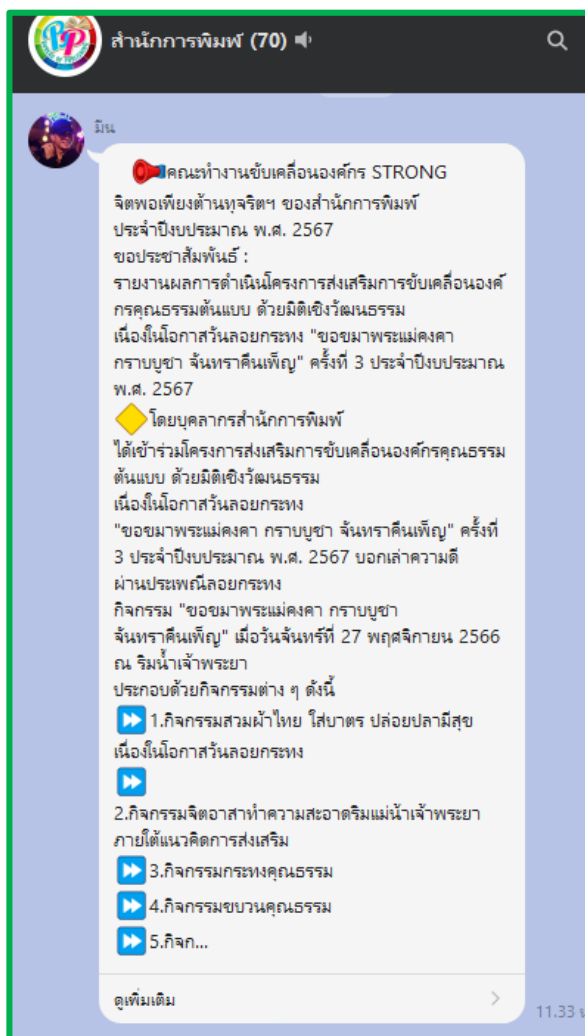 สำนักการพิมพ์ (70)
มีน
คณะทำงานขับเคลื่อนองค์กร STRONG
จิตพอเพียงต้านทุจริตฯ ของสำนักการพิมพ์
ประจำปีงบประมาณ พ.ศ. 2567
ขอประชาสัมพันธ์ :
รายงานผลการดำเนินโครงการส่งเสริมการขับเคลื่อนองค์
กรคุณธรรมต้นแบบ ด้วยมิติเชิงวัฒนธรรม
เนื่องในโอกาสวันลอยกระทง "ขอขมาพระแม่คงคา
กราบบูชา จันทราคืนเพ็ญ" ครั้งที่ 3 ประจำปีงบประมาณ
พ.ศ. 2567
โดยบุคลากรสำนักการพิมพ์
ได้เข้าร่วมโครงการส่งเสริมการขับเคลื่อนองค์กรคุณธรรม
ต้นแบบ ด้วยมิติเชิงวัฒนธรรม
เนื่องในโอกาสวันลอยกระทง
"ขอขมาพระแม่คงคา กราบบูชา จันทราคืนเพ็ญ" ครั้งที่
3 ประจำปีงบประมาณ พ.ศ. 2567 บอกเล่าความดี
ผ่านประเพณีลอยกระทง
กิจกรรม "ขอขมาพระแม่คงคา กราบบูชา
จันทราคืนเพ็ญ" เมื่อวันจันทร์ที่ 27 พฤศจิกายน 2566
ณ ริมน้ำเจ้าพระยา
ประกอบด้วยกิจกรรมต่าง ๆ ดังนี้
1.กิจกรรมสวมผ้าไทย ใส่บาตร ปล่อยปลามีสุข
เนื่องในโอกาสวันลอยกระทง
2.กิจกรรมจิตอาสาทำความสะอาดริมแม่น้ำเจ้าพระยา
ภายใต้แนวคิดการส่งเสริม
3.กิจกรรมกระทงคุณธรรม
4.กิจกรรมขบวนคุณธรรม
5.กิจก...
ดูเพิ่มเติม
11.33